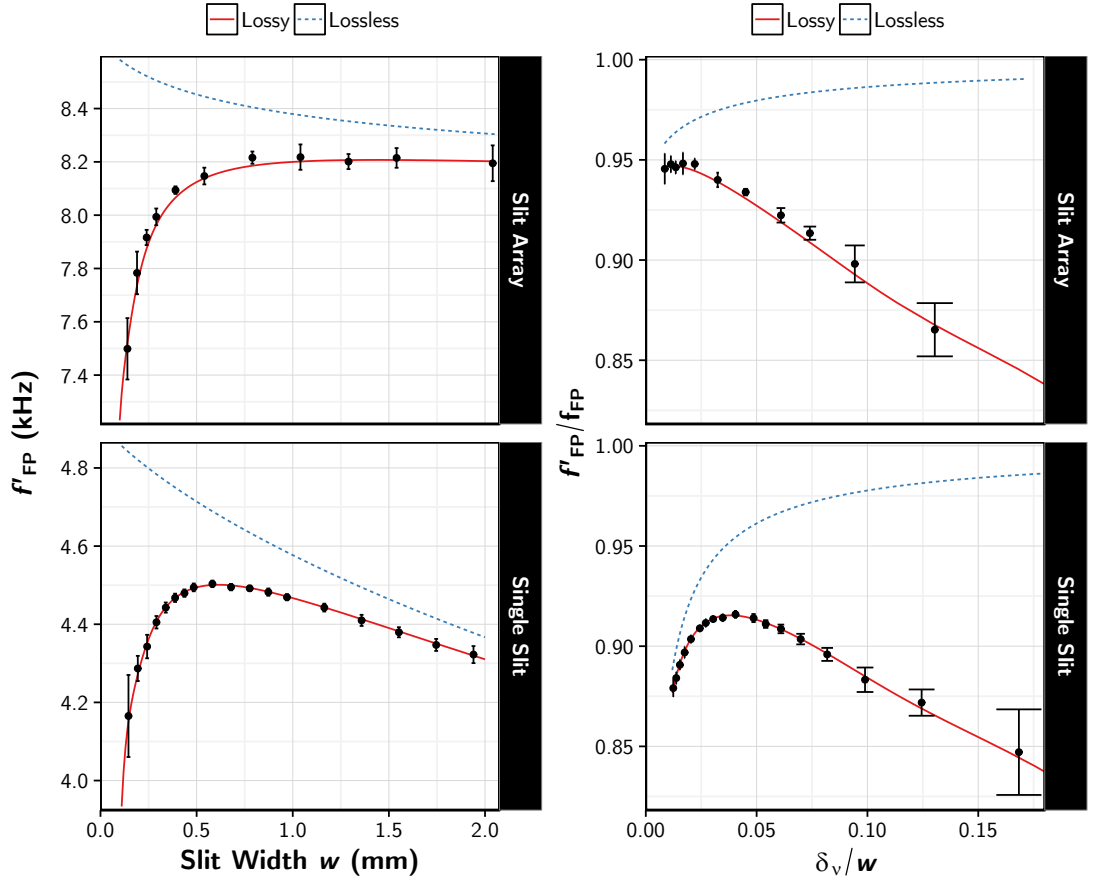 Lossy Lossless
Lossy Lossless
8.4
8.2
8.0
7.8
7.6
7.4
Slit Array
1.00
0.95
0.90
0.85
Slit Array
f'FP (kHz)
f'FP/fFP
4.8
4.6
4.4
4.2
4.0
Single Slit
1.00
0.95
0.90
0.85
Single Slit
0.0 0.5 1.0 1.5 2.0
Slit Width w (mm)
0.00 0.05 0.10 0.15
δν/w